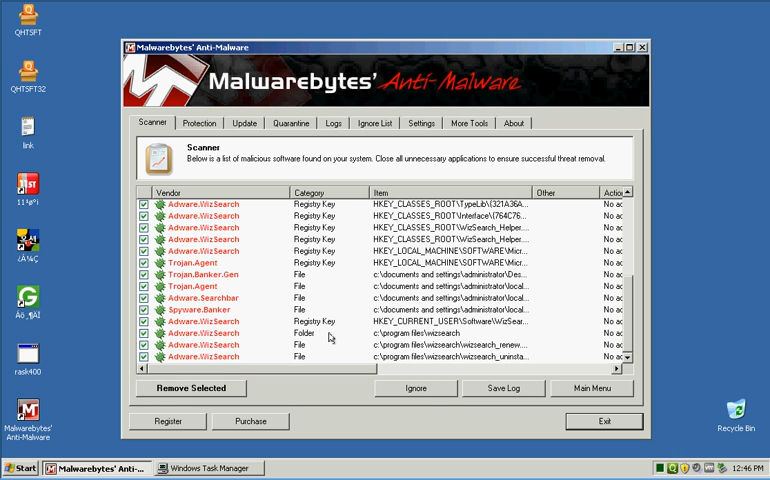 QHTSFT
QHTSFT32
link
rask400
Malwarebytes'
Anti-Malware
Recycle Bin
Malwarebytes' Anti-Malware
Malwarebytes' Anti-Malware
Scanner Protection Update Quarantine Logs Ignore List Settings More Tools About
Scanner
Below is a list of malicious software found on your system. Close all unnecessary applications to ensure successful threat removal.
Vendor Category Item Other Actio
Adware.WizSearch Registry Key HKEY_CLASSES_ROOT\TypeLib\{321A36A...
Adware.WizSearch Registry Key HKEY_CLASSES_ROOT\Interface\{764C76... No ac
Adware.WizSearch Registry Key HKEY_CLASSES_ROOT\WizSearch_Helper... No ac
Adware.WizSearch Registry Key HKEY_CLASSES_ROOT\WizSearch_Helper... No ac
Adware.WizSearch Registry Key HKEY_LOCAL_MACHINE\SOFTWARE\Micr... No ac
Trojan.Agent Registry Key HKEY_LOCAL_MACHINE\SOFTWARE\Micr... No ac
Trojan.Banker.Gen File c:\documents and settings\administrator\Des... No ac
Trojan.Agent File c:\documents and settings\administrator\local... No ac
Adware.Searchbar File c:\documents and settings\administrator\local... No ac
Spyware.Banker File c:\documents and settings\administrator\local... No ac
Adware.WizSearch Registry Key HKEY_CURRENT_USER\Software\WizSear... No ac
Adware.WizSearch Folder c:\program files\wizsearch No ac
Adware.WizSearch File c:\program files\wizsearch\wizsearch_renew.... No ac
Adware.WizSearch File c:\program files\wizsearch\wizsearch_uninsta... No ac
Remove Selected Ignore Save Log Main Menu
Register Purchase Exit
Start Malwarebytes' Anti-... Windows Task Manager 12:46 PM